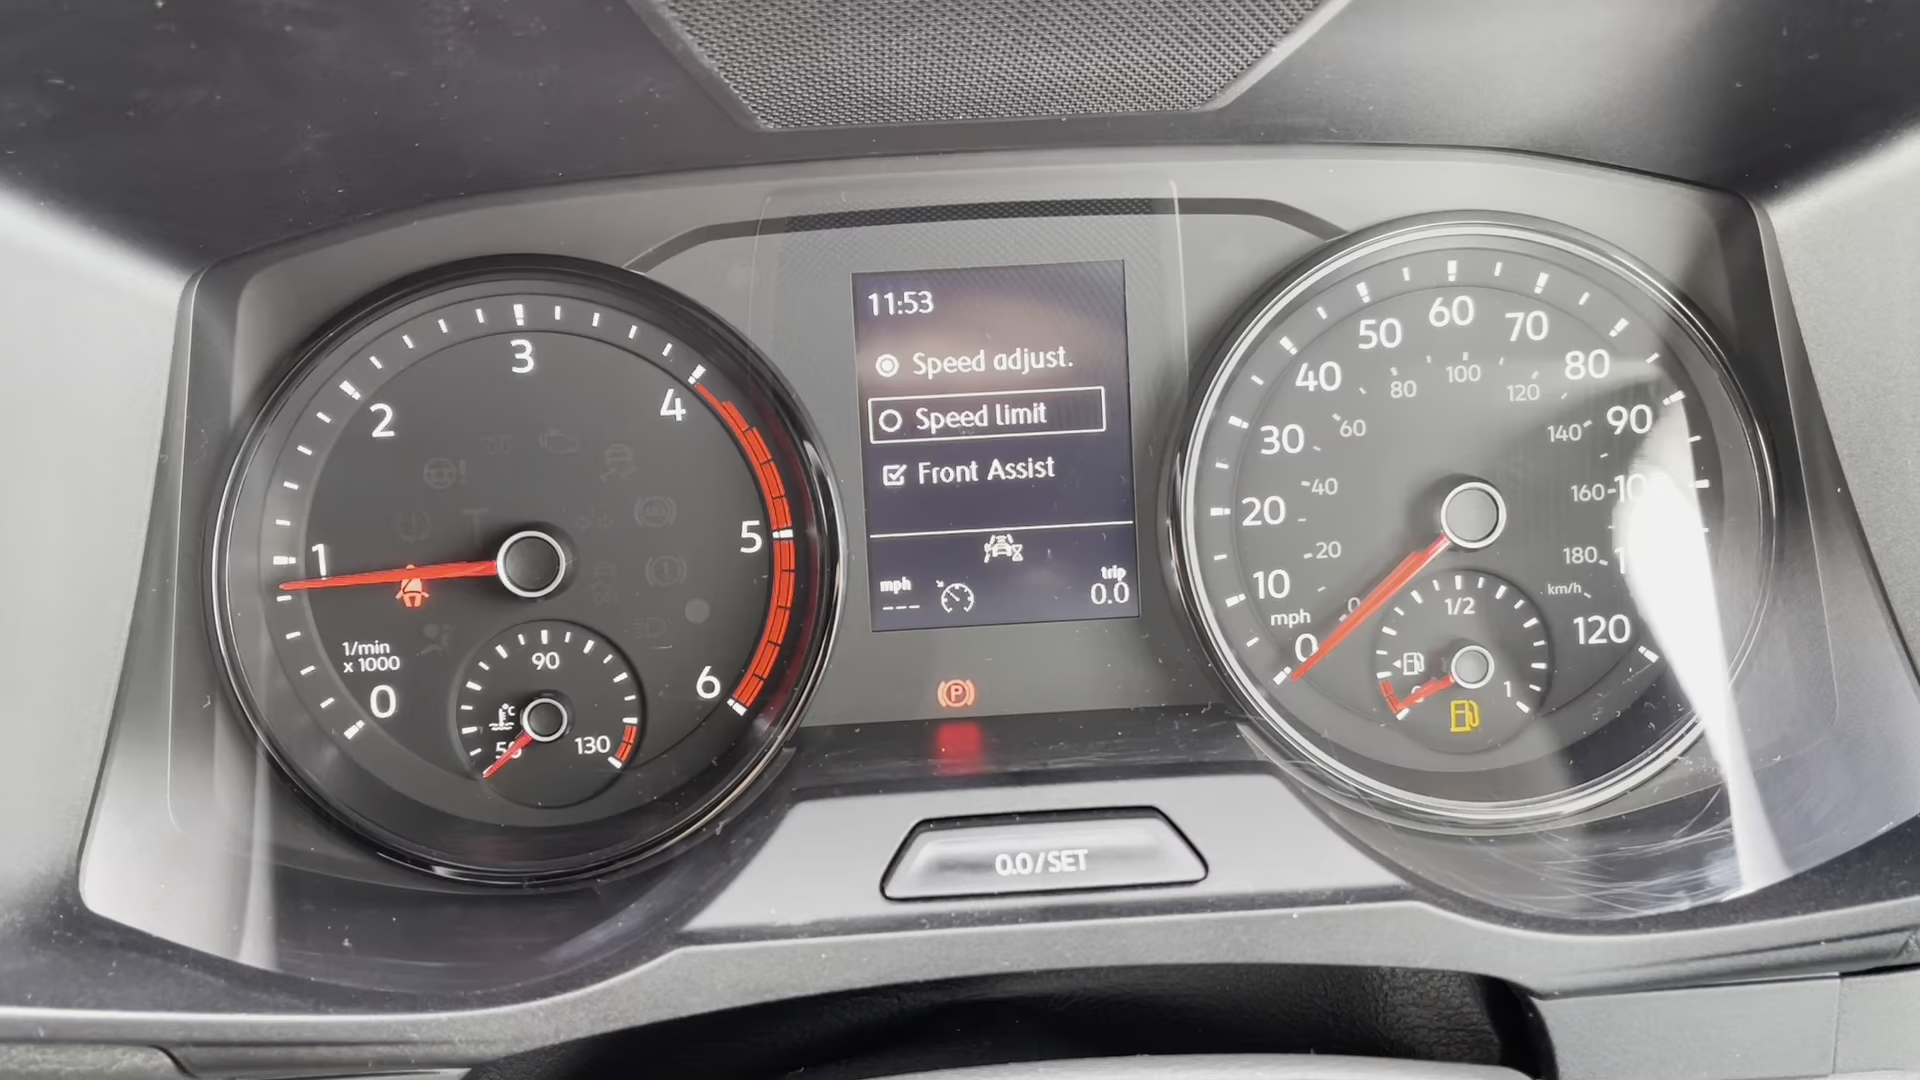 11:53
Speed adjust.
Speed limit
Front Assist
mph
---
trip
0.0
P
0.0/SET
0
1
2
3
4
5
6
1/min
x 1000
90
°C
130
0
10
20
30
40
50
60
70
80
90
120
mph
20
40
60
80
100
120
140
160
180
km/h
0
1/2
1